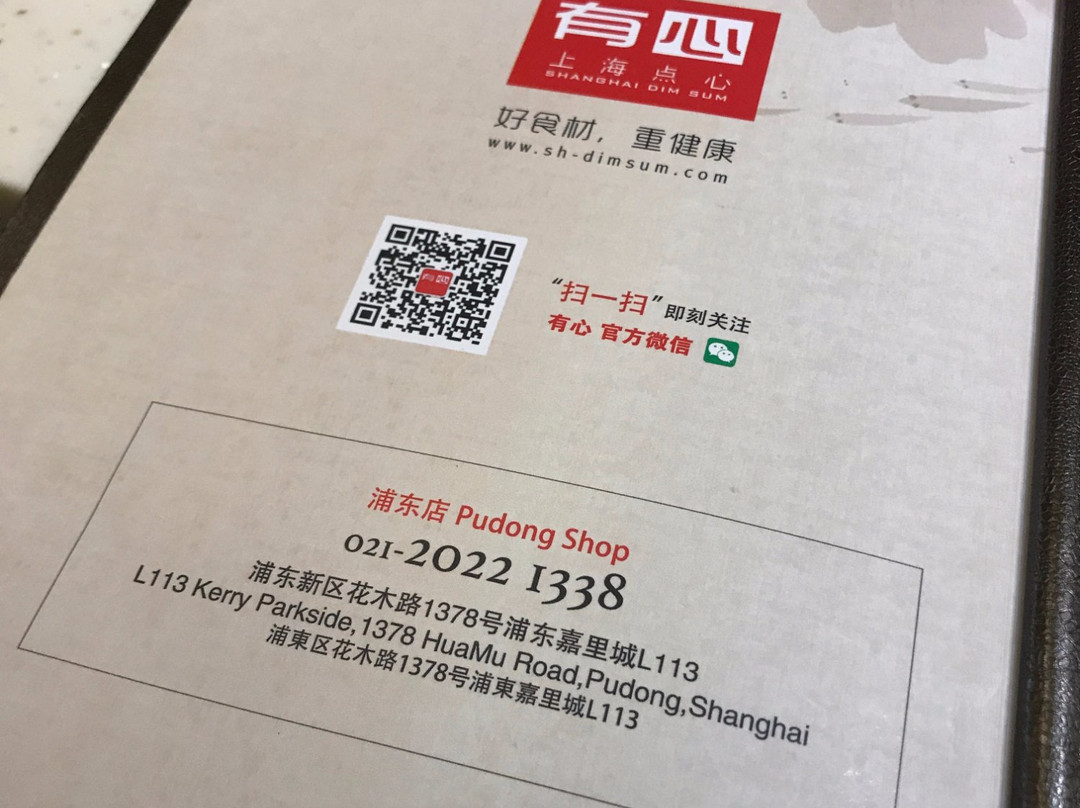 有心
上海点心
SHANGHAI DIM SUM
好食材，重健康
www.sh-dimsum.com
有心
“扫一扫”即刻关注
有心 官方微信
浦东店 Pudong Shop
021-2022 1338
浦东新区花木路1378号浦东嘉里城L113
L113 Kerry Parkside,1378 HuaMu Road,Pudong,Shanghai
浦東区花木路1378号浦東嘉里城L113